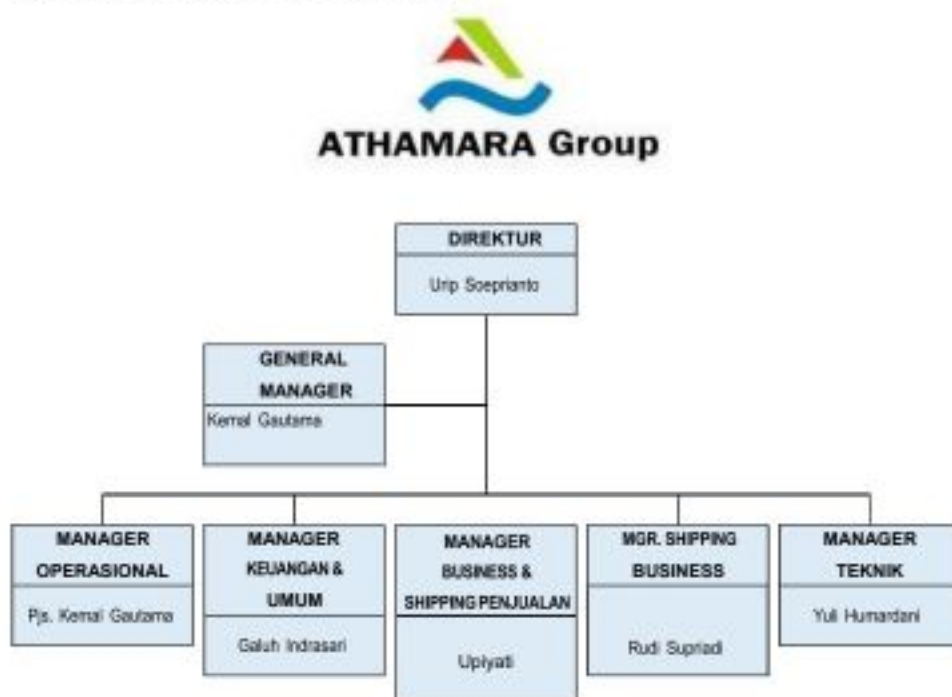 ATHAMARA Group
DIREKTUR
Urip Soeprianto
GENERAL
MANAGER
Kemal Gautama
MANAGER
OPERASIONAL
Pjs. Kemal Gautama
MANAGER
KEUANGAN &
UMUM
Galuh Indrasari
MANAGER
BUSINESS &
SHIPPING PENJUALAN
Upiyati
MGR. SHIPPING
BUSINESS
Rudi Supriadi
MANAGER
TEKNIK
Yuli Humardani